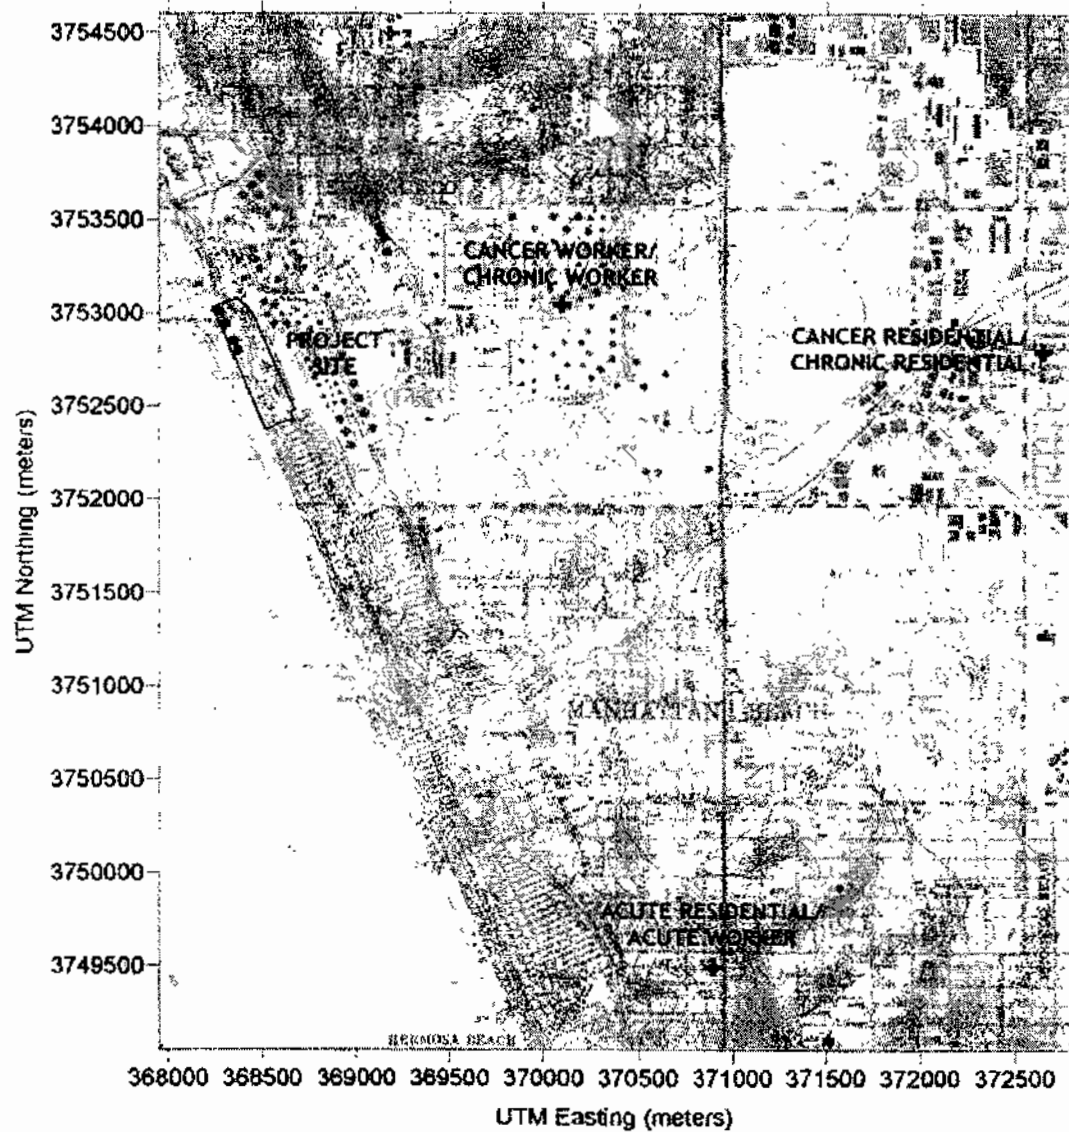 3754500
3754000
3753500
3753000
3752500
3752000
3751500
3751000
3750500
3750000
3749500
UTM Northing (meters)
CANCER WORKER/
CHRONIC WORKER
PROJECT
SITE
CANCER RESIDENTIAL/
CHRONIC RESIDENTIAL
MANHATTAN BEACH
ACUTE RESIDENTIAL/
ACUTE WORKER
HERMOSA BEACH
368000 368500 369000 369500 370000 370500 371000 371500 372000 372500
UTM Easting (meters)